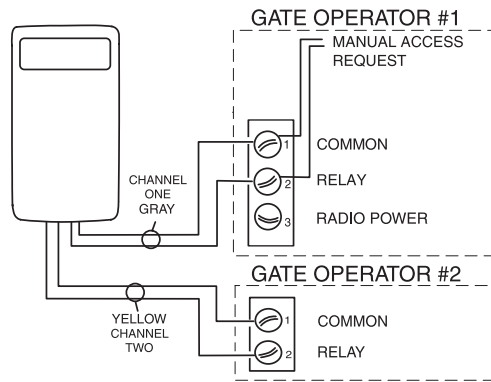 GATE OPERATOR #1
MANUAL ACCESS
REQUEST
1 COMMON
2 RELAY
3 RADIO POWER
CHANNEL
ONE
GRAY
GATE OPERATOR #2
1 COMMON
2 RELAY
YELLOW
CHANNEL
TWO